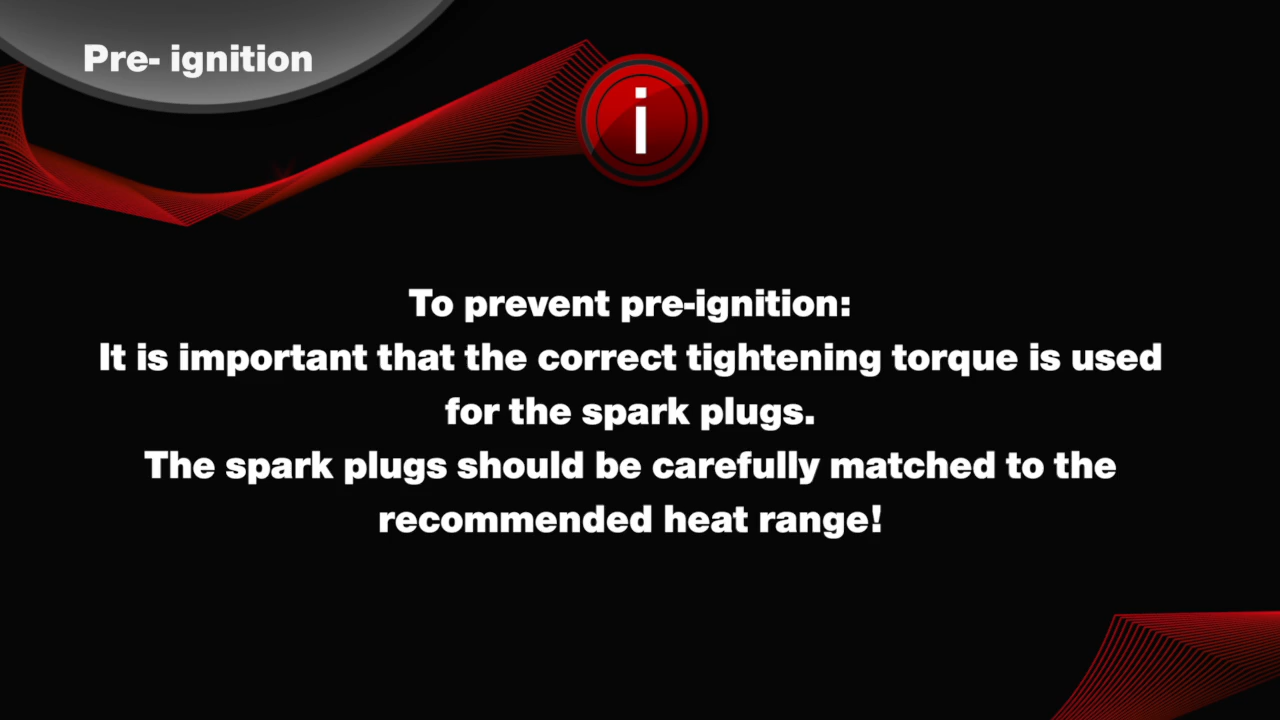 Pre- ignition
i
To prevent pre-ignition:
It is important that the correct tightening torque is used
for the spark plugs.
The spark plugs should be carefully matched to the
recommended heat range!